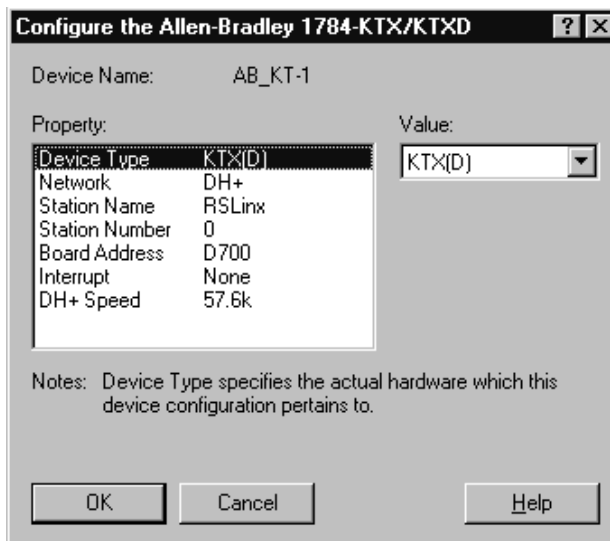 Configure the Allen-Bradley 1784-KTX/KTXD ? X
Device Name: AB_KT-1
Property: Value:
Device Type KTX(D) KTX(D)
Network DH+
Station Name RSLinx
Station Number 0
Board Address D700
Interrupt None
DH+ Speed 57.6k
Notes: Device Type specifies the actual hardware which this
device configuration pertains to.
OK Cancel Help